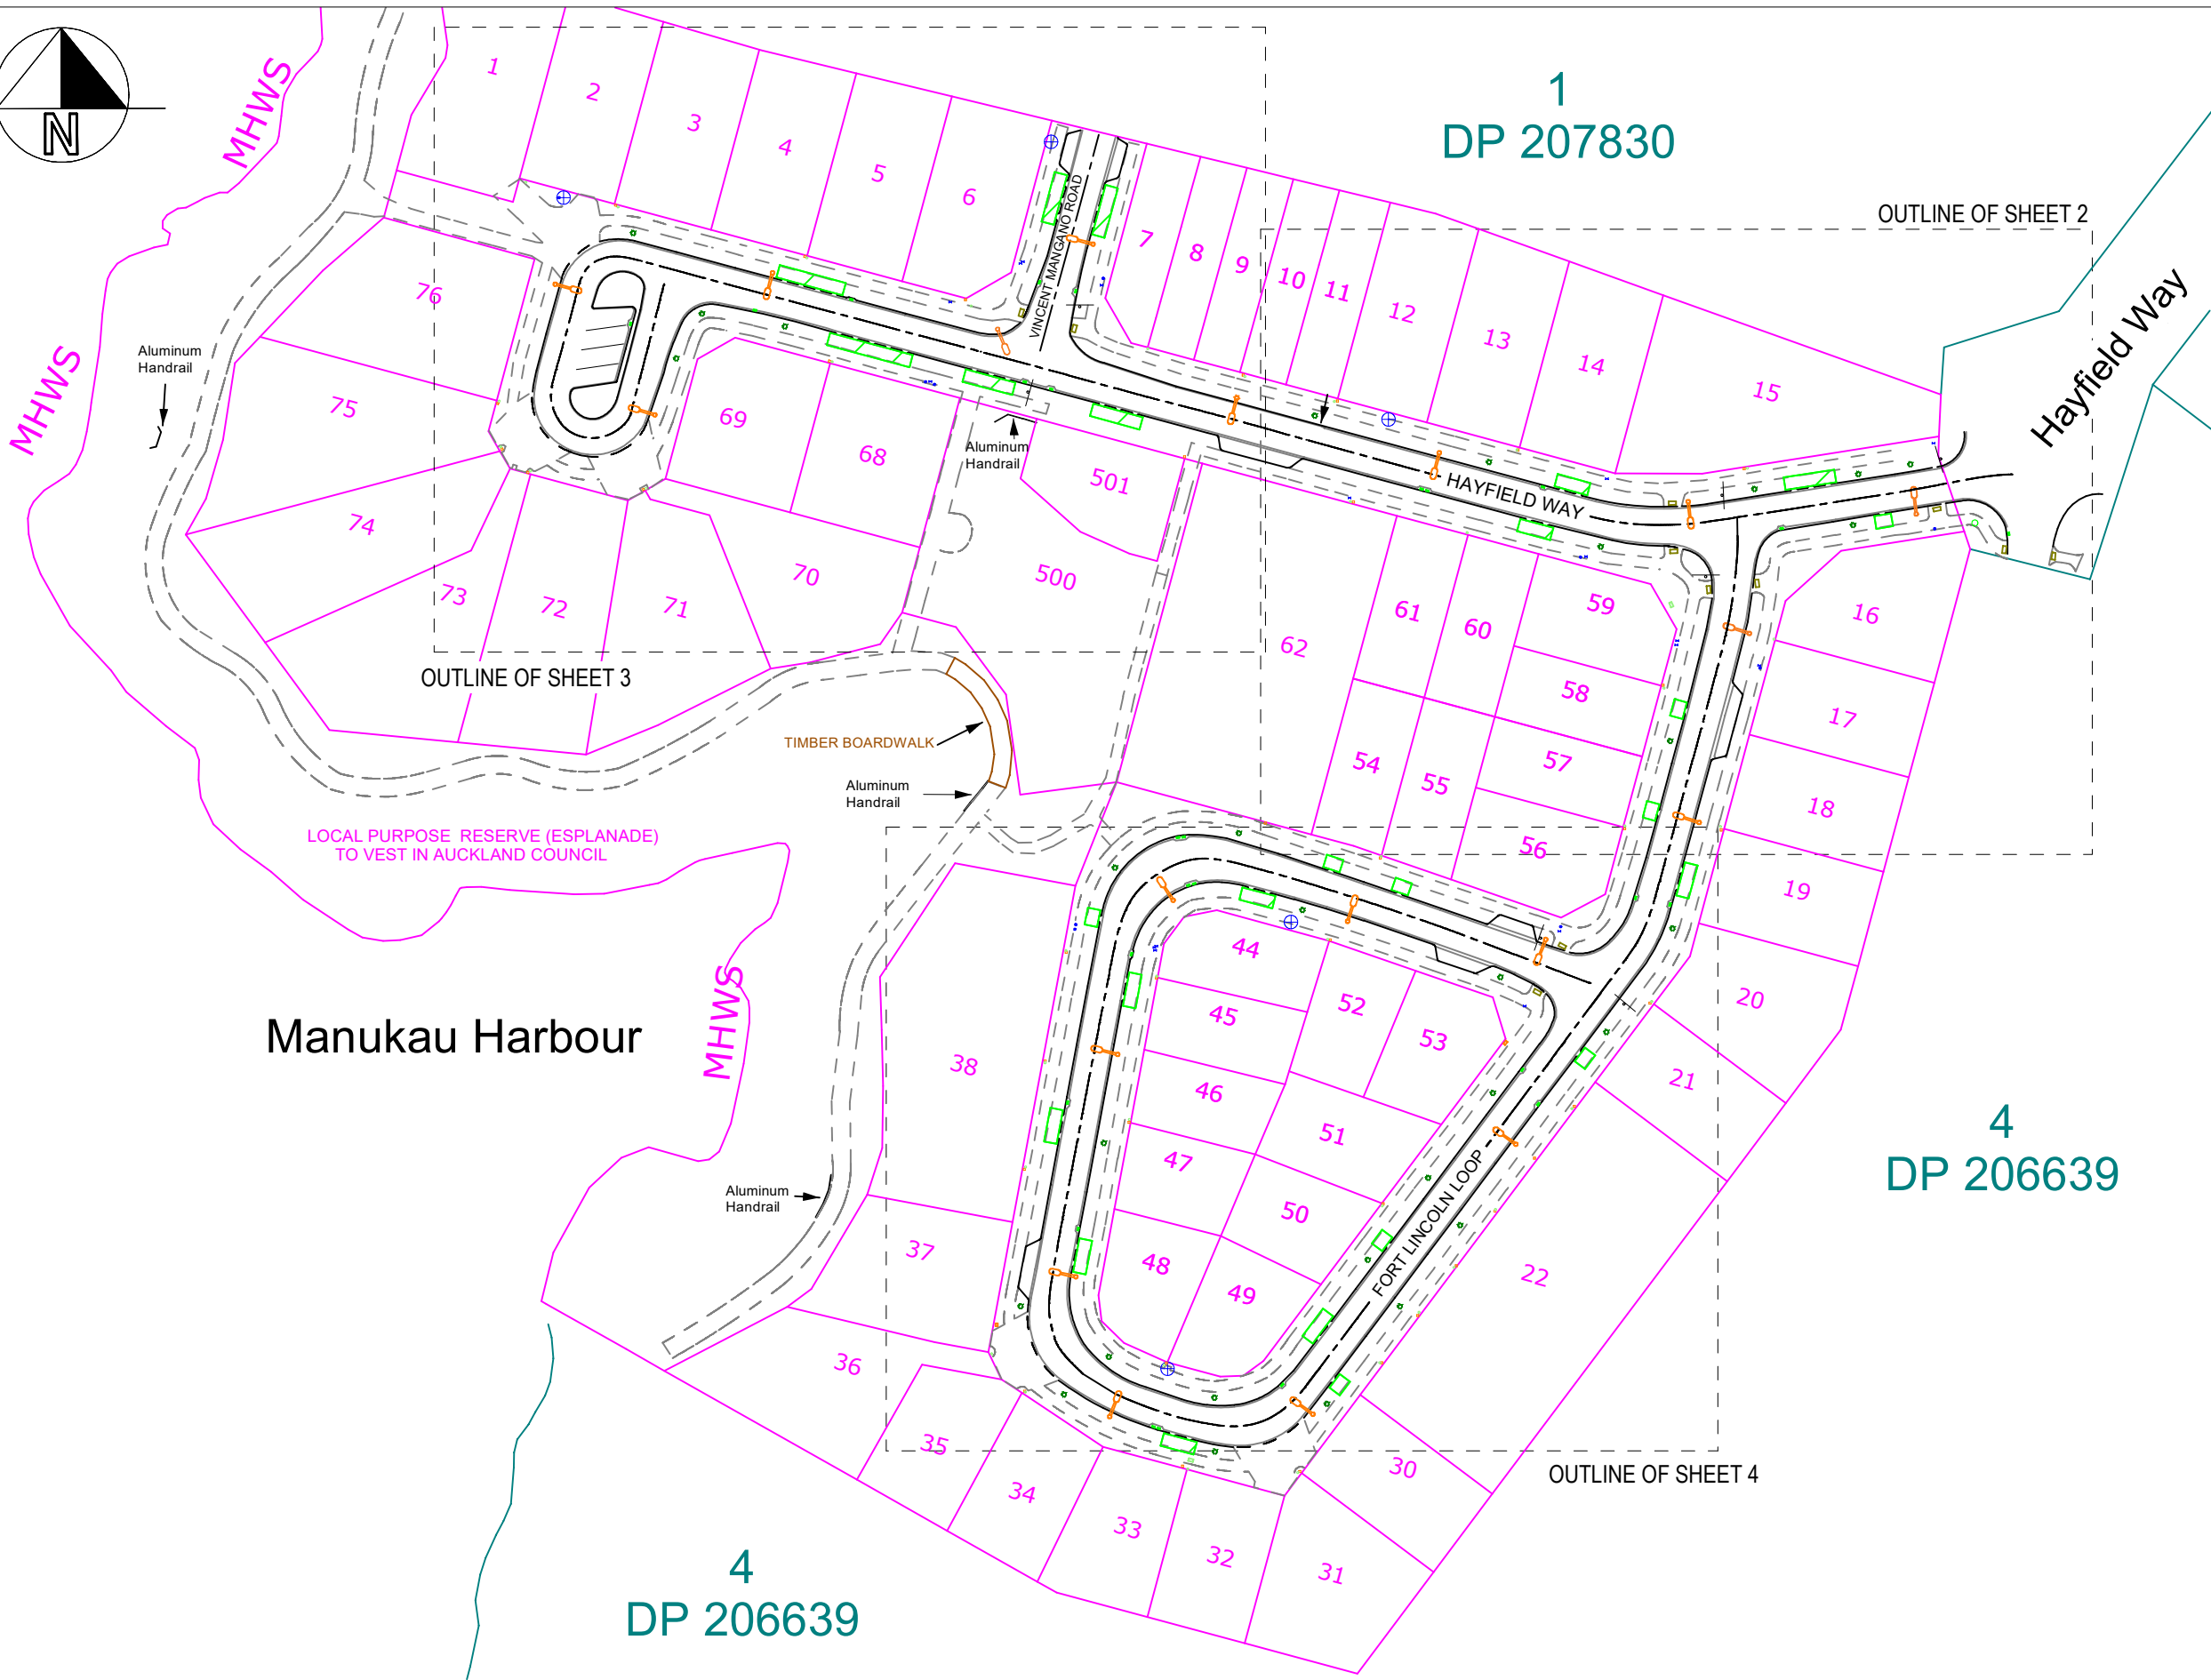 N
MHWS
1
2
3
4
5
6
VINCENT MANGANO ROAD
7
8
9
10
11
12
13
14
15
1
DP 207830
OUTLINE OF SHEET 2
Hayfield Way
MHWS
Aluminum
Handrail
76
75
74
73
72
71
70
69
68
Aluminum
Handrail
501
500
HAYFIELD WAY
62
61
60
59
58
57
56
55
54
16
17
18
19
20
21
22
OUTLINE OF SHEET 3
TIMBER BOARDWALK
Aluminum
Handrail
LOCAL PURPOSE RESERVE (ESPLANADE)
TO VEST IN AUCKLAND COUNCIL
Manukau Harbour
MHWS
38
44
45
46
47
48
49
50
51
52
53
FORT LINCOLN LOOP
4
DP 206639
Aluminum
Handrail
37
36
35
34
33
32
31
30
OUTLINE OF SHEET 4
4
DP 206639